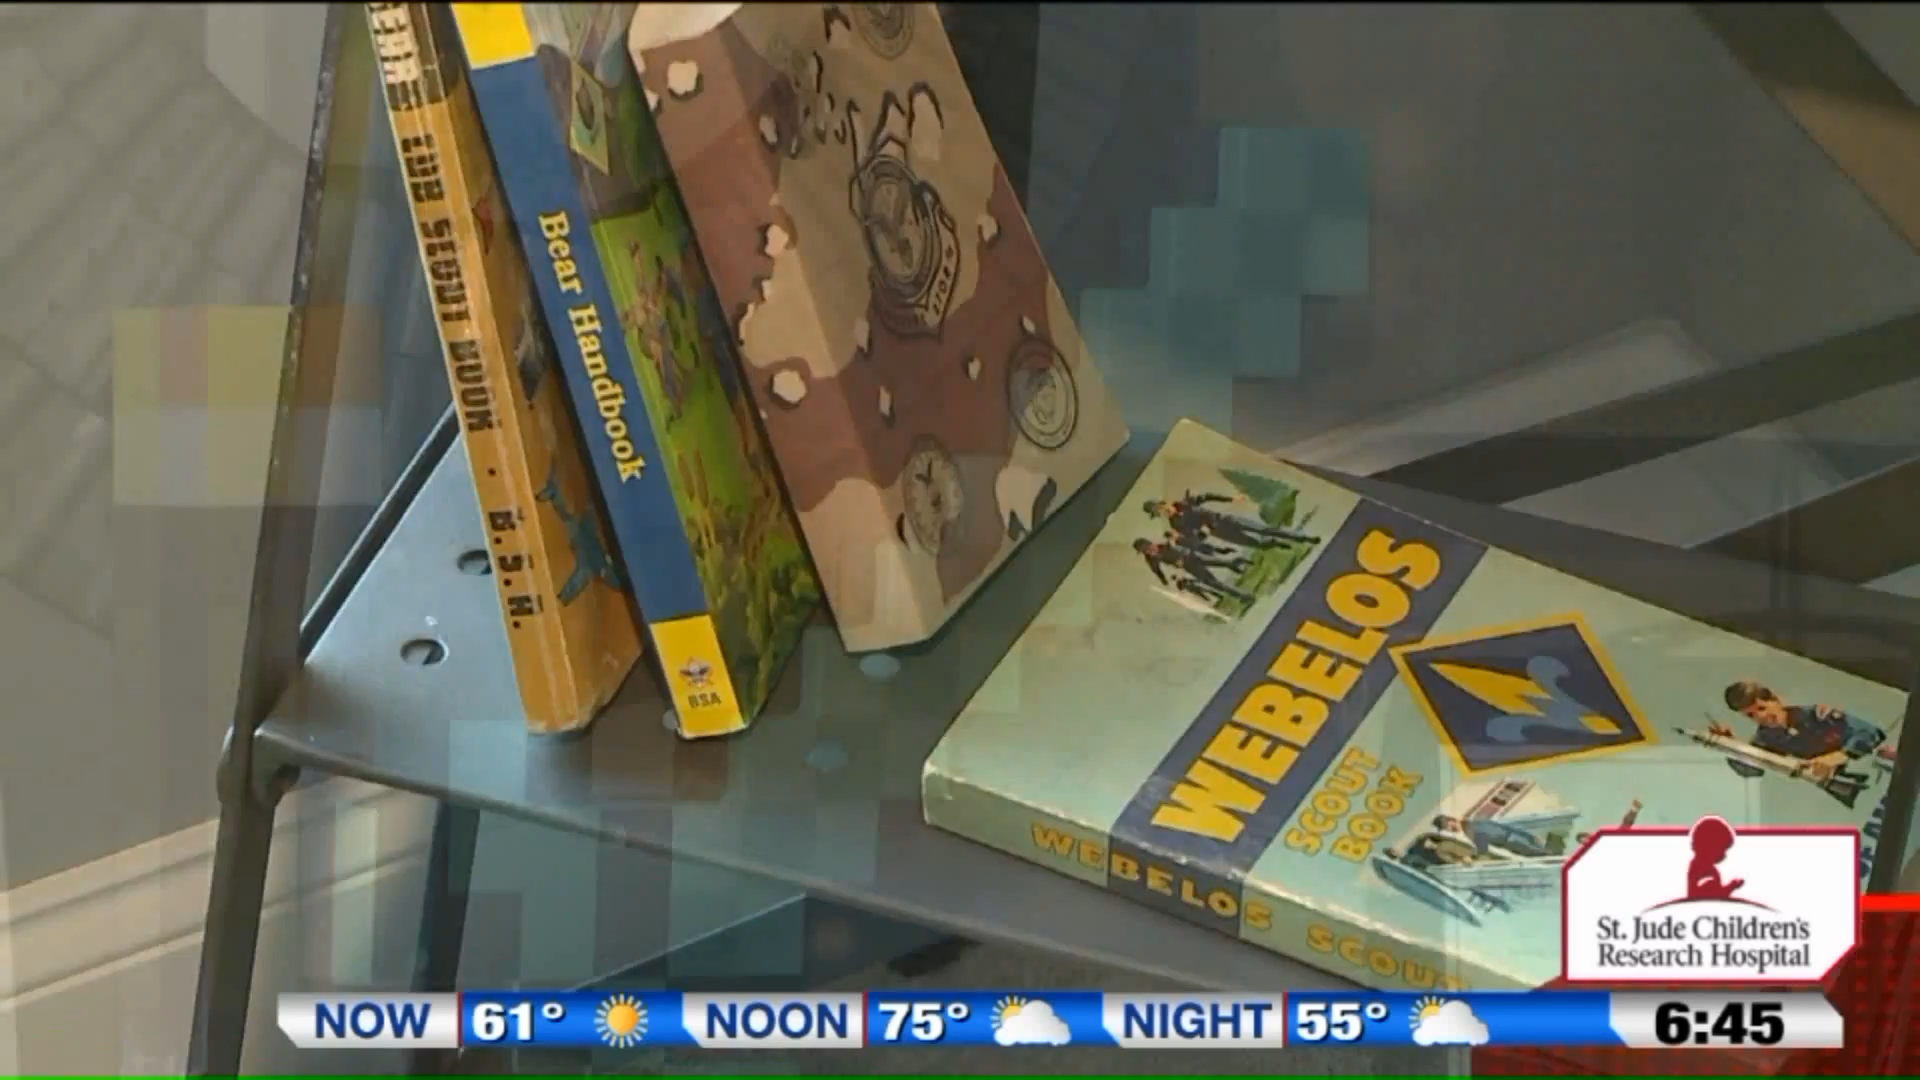 BEAR CUB SCOUT BOOK · B.S.A.
Bear Handbook
BSA
WEBELOS
SCOUT
BOOK
WEBELOS SCOUT
St. Jude Children's
Research Hospital
NOW 61° NOON 75° NIGHT 55° 6:45